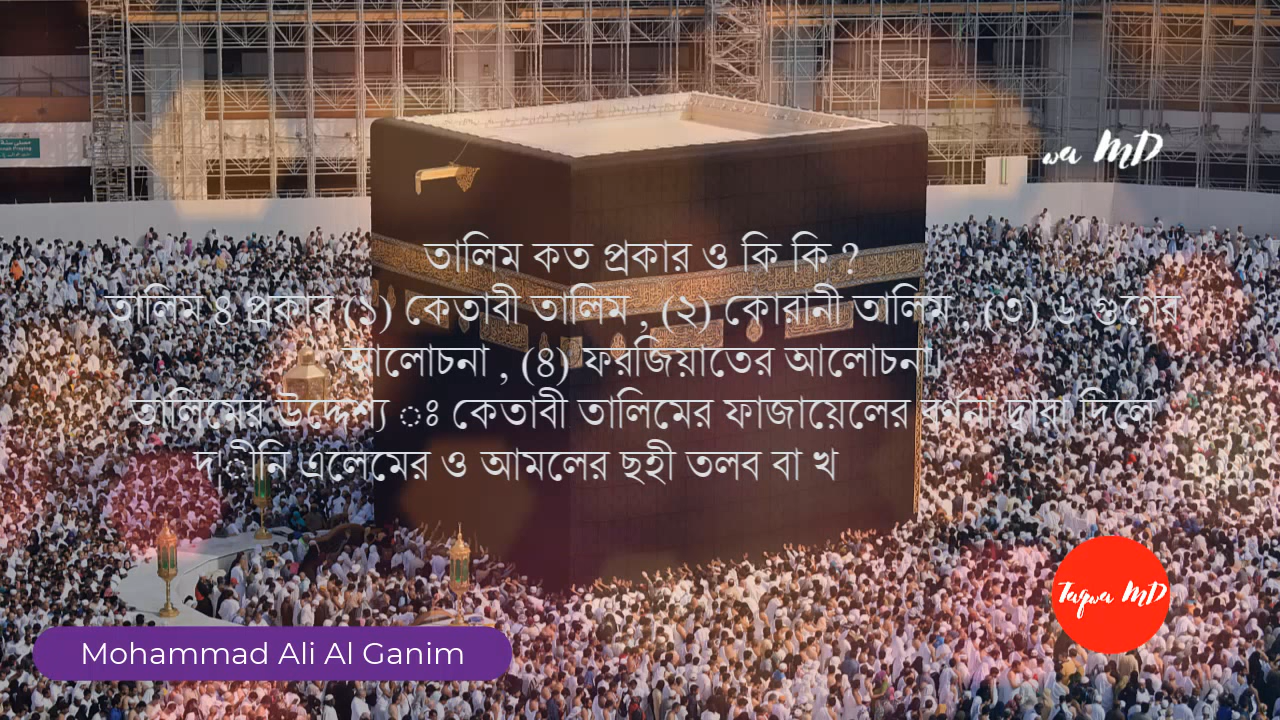 wa MD
তালিম কত প্রকার ও কি কি ?
তালিম ৪ প্রকার (১) কেতাবী তালিম , (২) কোরানী তালিম , (৩) ৬ গুণের
আলোচনা , (৪) ফরজিয়াতের আলোচনা।
তালিমের উদ্দেশ্য ঃ কেতাবী তালিমের ফাজায়েলের বর্ণনা দ্বারা দিলে
দ্বীনি এলেমের ও আমলের ছহী তলব বা খ
Taqwa MD
Mohammad Ali Al Ganim